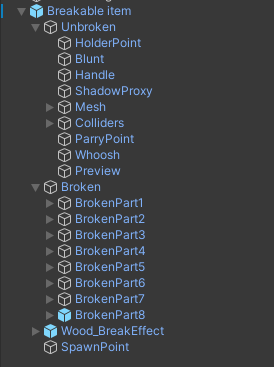 Breakable item
Unbroken
HolderPoint
Blunt
Handle
ShadowProxy
Mesh
Colliders
ParryPoint
Whoosh
Preview
Broken
BrokenPart1
BrokenPart2
BrokenPart3
BrokenPart4
BrokenPart5
BrokenPart6
BrokenPart7
BrokenPart8
Wood_BreakEffect
SpawnPoint